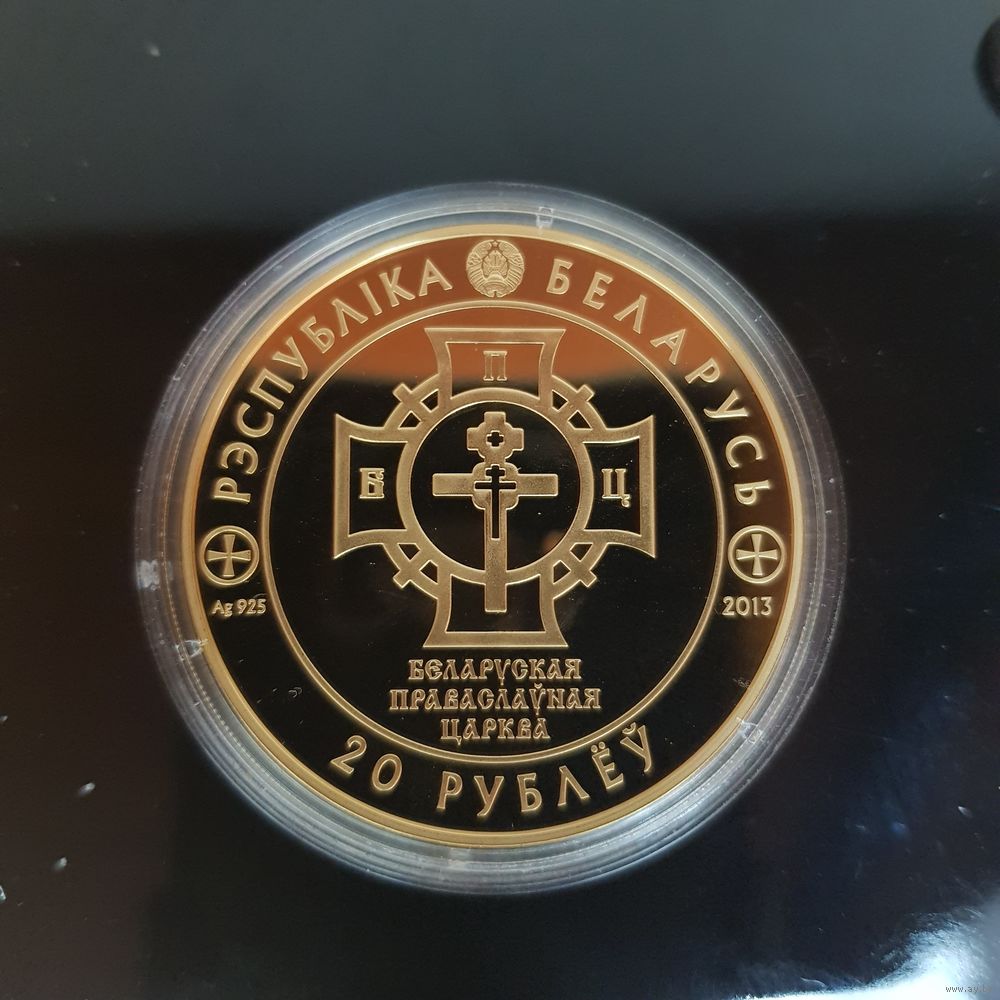 РЭСПУБЛІКА БЕЛАРУСЬ
П
Б Ц
Ag 925 2013
БЕЛАРУСКАЯ
ПРАВАСЛАЎНАЯ
ЦАРКВА
20 РУБЛЁЎ